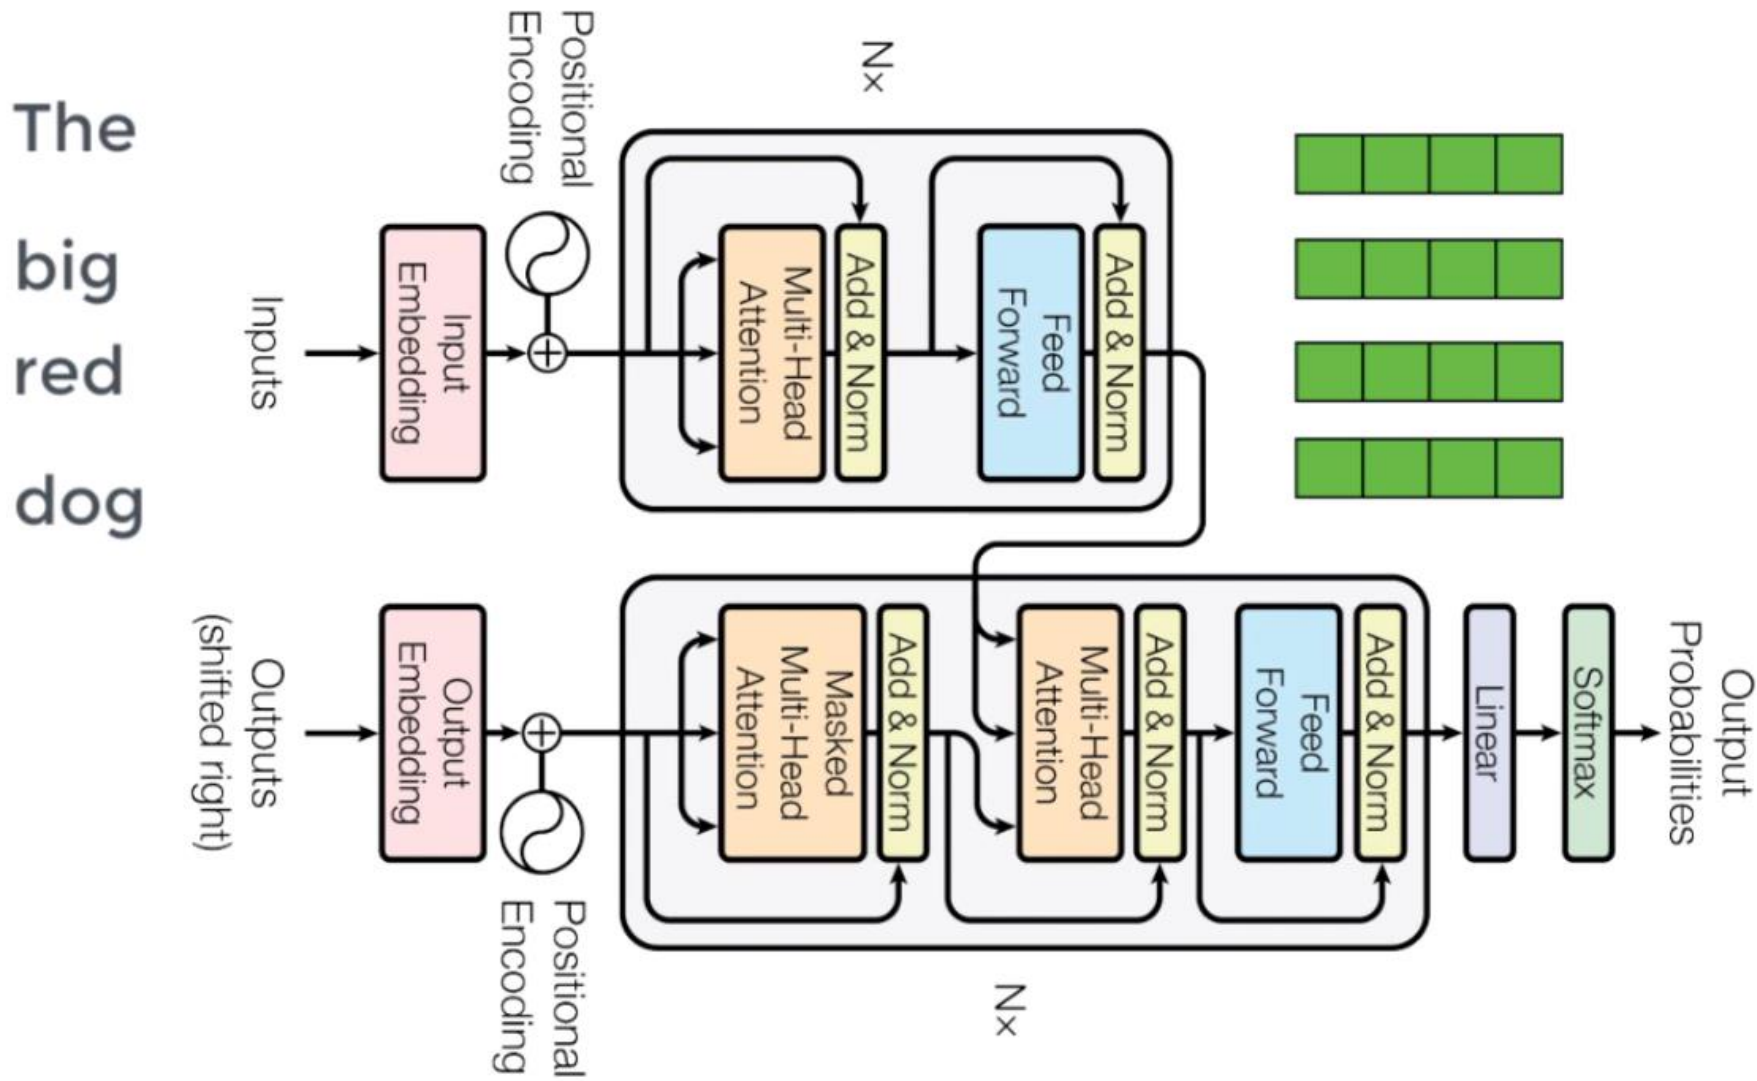 The
big
red
dog
Inputs
Input
Embedding
Positional
Encoding
Nx
Multi-Head
Attention
Add & Norm
Feed
Forward
Add & Norm
Outputs
(shifted right)
Output
Embedding
Positional
Encoding
Masked
Multi-Head
Attention
Add & Norm
Multi-Head
Attention
Add & Norm
Feed
Forward
Add & Norm
Nx
Linear
Softmax
Output
Probabilities